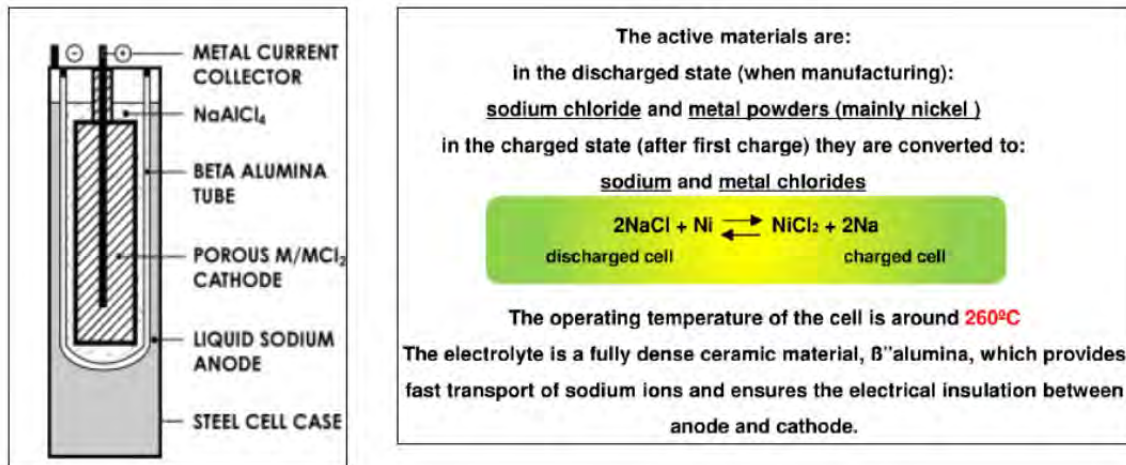 ⊖ ⊕
METAL CURRENT
COLLECTOR
NaAlCl₄
BETA ALUMINA
TUBE
POROUS M/MCl₂
CATHODE
LIQUID SODIUM
ANODE
STEEL CELL CASE
The active materials are:
in the discharged state (when manufacturing):
sodium chloride and metal powders (mainly nickel )
in the charged state (after first charge) they are converted to:
sodium and metal chlorides
2NaCl + Ni ⇄ NiCl₂ + 2Na
discharged cell charged cell
The operating temperature of the cell is around 260ºC
The electrolyte is a fully dense ceramic material, ß"alumina, which provides
fast transport of sodium ions and ensures the electrical insulation between
anode and cathode.